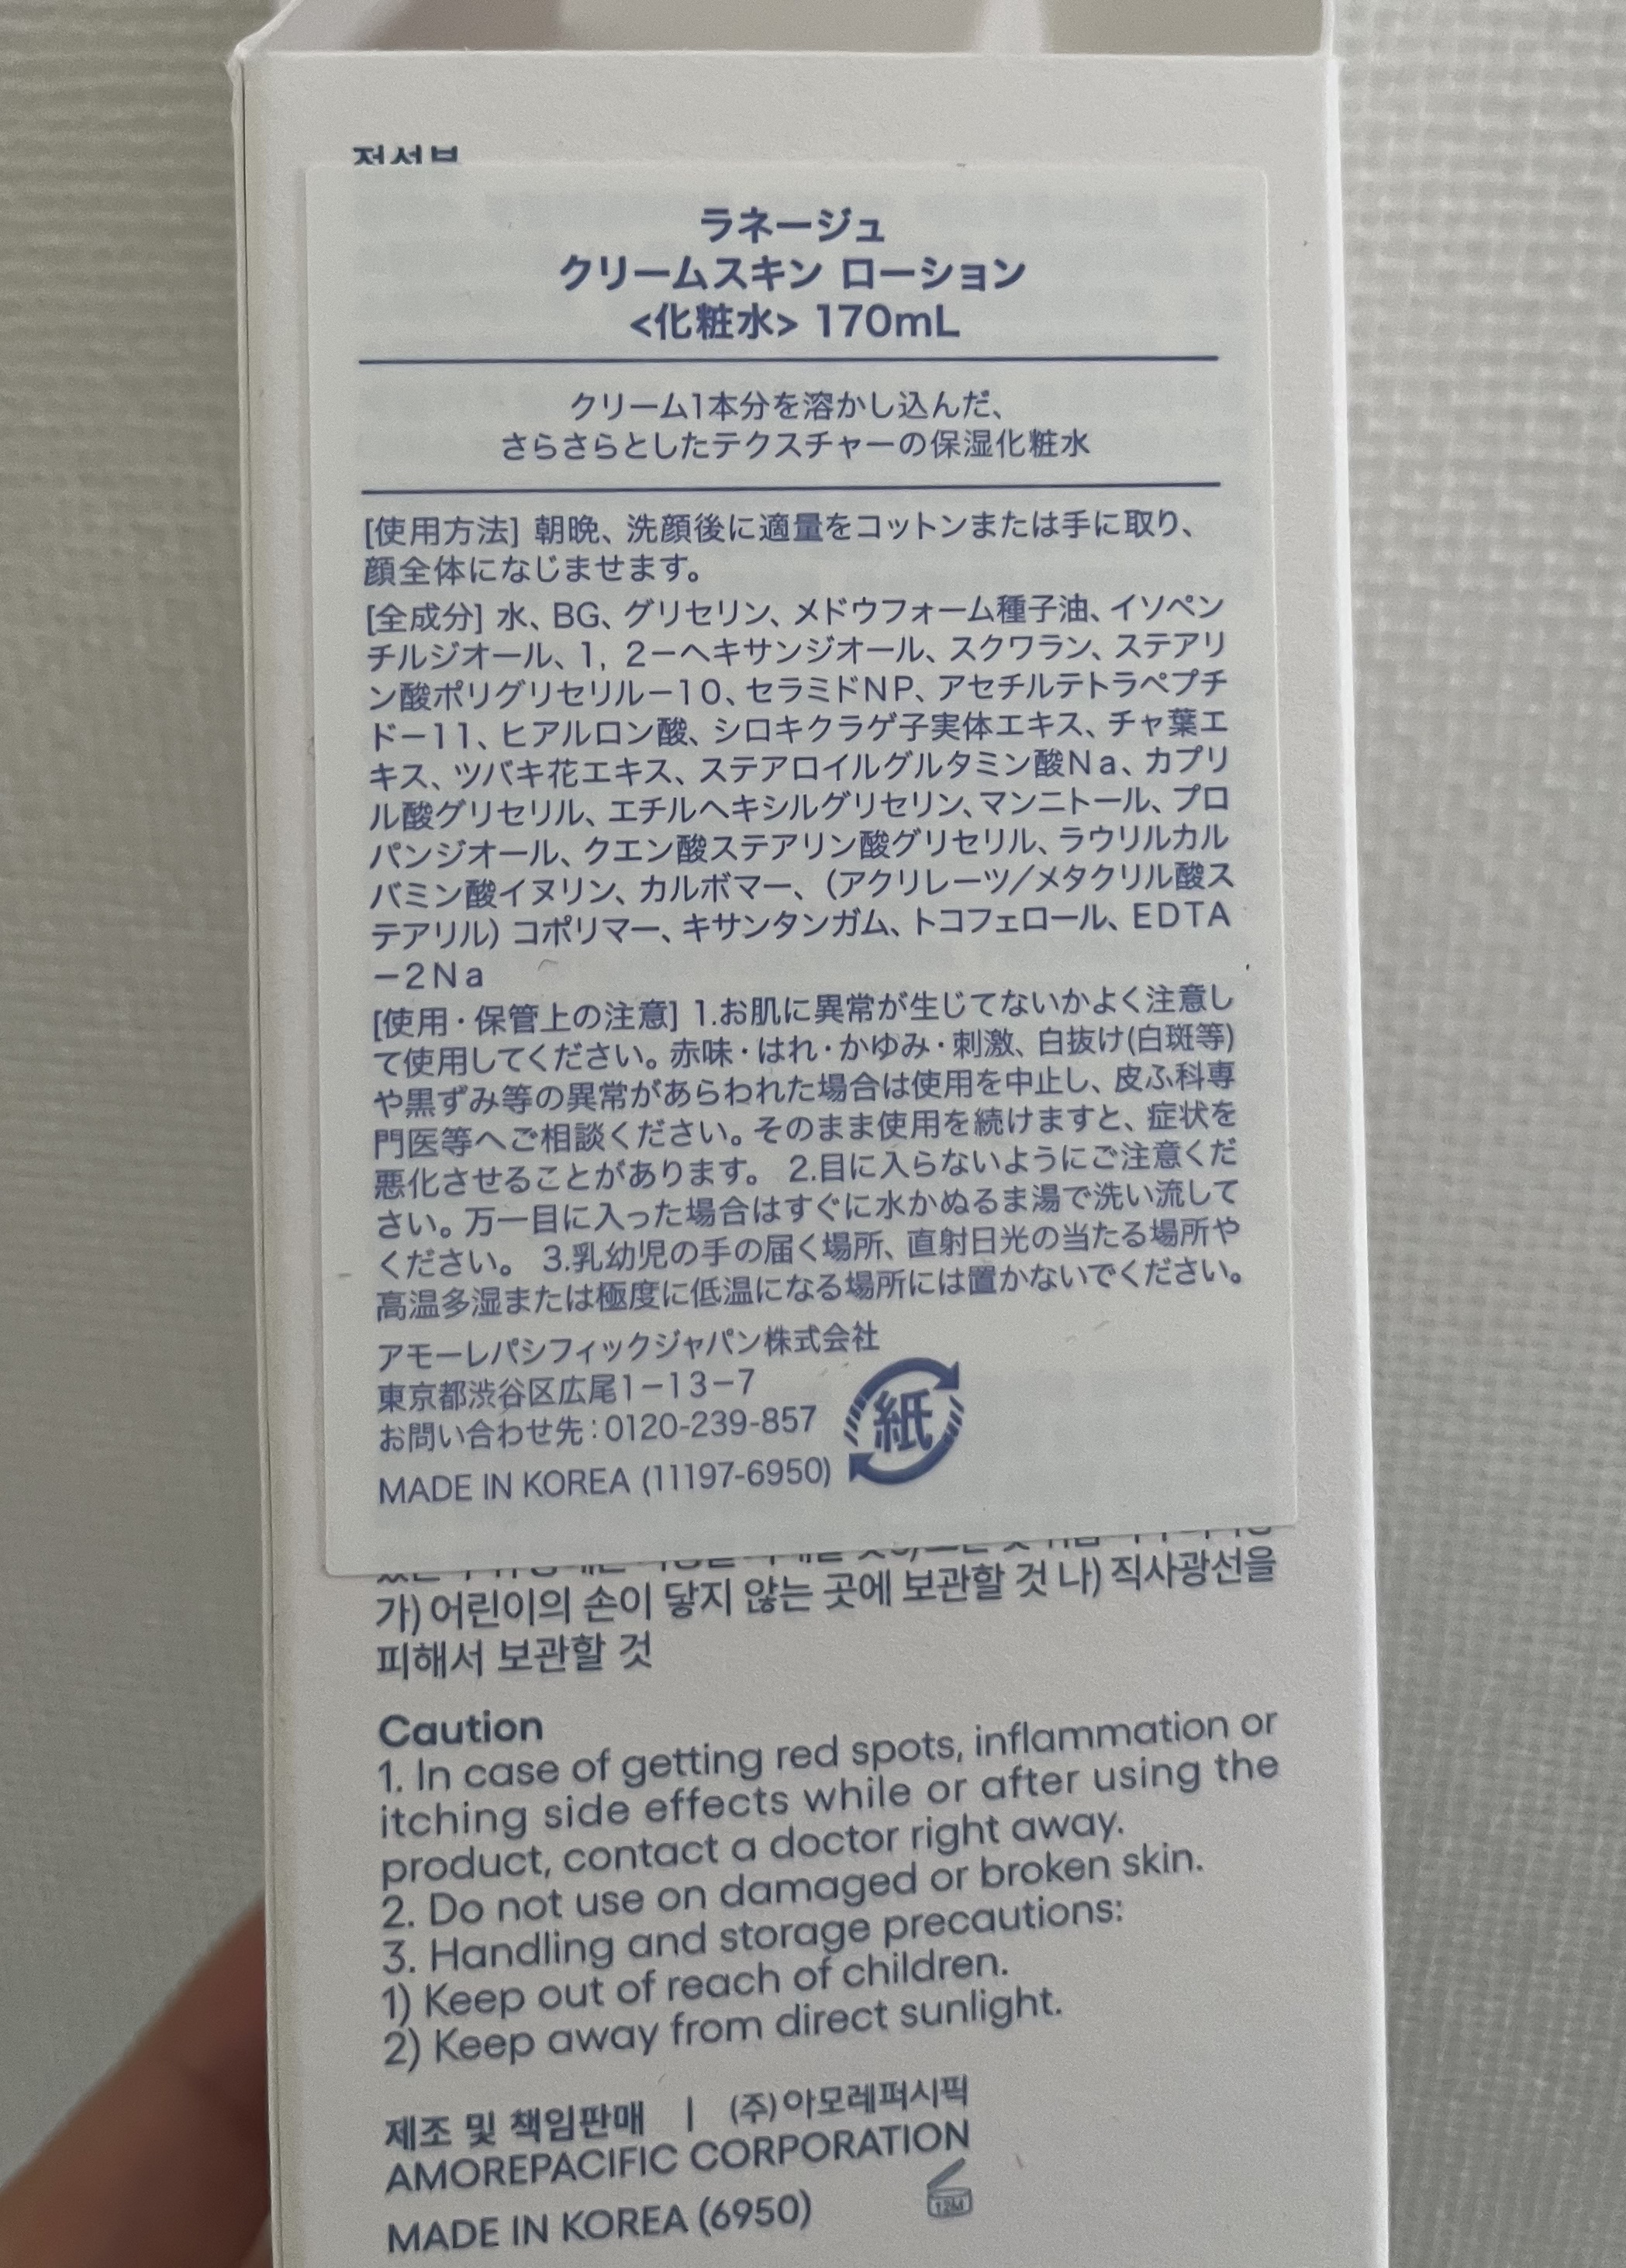 ラネージュ
クリームスキン ローション
<化粧水> 170mL
クリーム1本分を溶かし込んだ、
さらさらとしたテクスチャーの保湿化粧水
[使用方法] 朝晩、洗顔後に適量をコットンまたは手に取り、
顔全体になじませます。
[全成分] 水、BG、グリセリン、メドウフォーム種子油、イソペン
チルジオール、1, 2－ヘキサンジオール、スクワラン、ステアリ
ン酸ポリグリセリル－10、セラミドNP、アセチルテトラペプチ
ド－11、ヒアルロン酸、シロキクラゲ子実体エキス、チャ葉エ
キス、ツバキ花エキス、ステアロイルグルタミン酸Na、カプリ
ル酸グリセリル、エチルヘキシルグリセリン、マンニトール、プロ
パンジオール、クエン酸ステアリン酸グリセリル、ラウリルカル
バミン酸イヌリン、カルボマー、（アクリレーツ／メタクリル酸ス
テアリル）コポリマー、キサンタンガム、トコフェロール、EDTA
－2Na
[使用・保管上の注意] 1.お肌に異常が生じてないかよく注意し
て使用してください。赤味・はれ・かゆみ・刺激、白抜け(白斑等)
や黒ずみ等の異常があらわれた場合は使用を中止し、皮ふ科専
門医等へご相談ください。そのまま使用を続けますと、症状を
悪化させることがあります。 2.目に入らないようにご注意くだ
さい。万一目に入った場合はすぐに水かぬるま湯で洗い流して
ください。 3.乳幼児の手の届く場所、直射日光の当たる場所や
高温多湿または極度に低温になる場所には置かないでください。
アモーレパシフィックジャパン株式会社
東京都渋谷区広尾1－13－7
お問い合わせ先：0120-239-857
紙
MADE IN KOREA (11197-6950)
가) 어린이의 손이 닿지 않는 곳에 보관할 것 나) 직사광선을
피해서 보관할 것
Caution
1. In case of getting red spots, inflammation or
itching side effects while or after using the
product, contact a doctor right away.
2. Do not use on damaged or broken skin.
3. Handling and storage precautions:
1) Keep out of reach of children.
2) Keep away from direct sunlight.
제조 및 책임판매 | (주)아모레퍼시픽
AMOREPACIFIC CORPORATION
MADE IN KOREA (6950)
12M